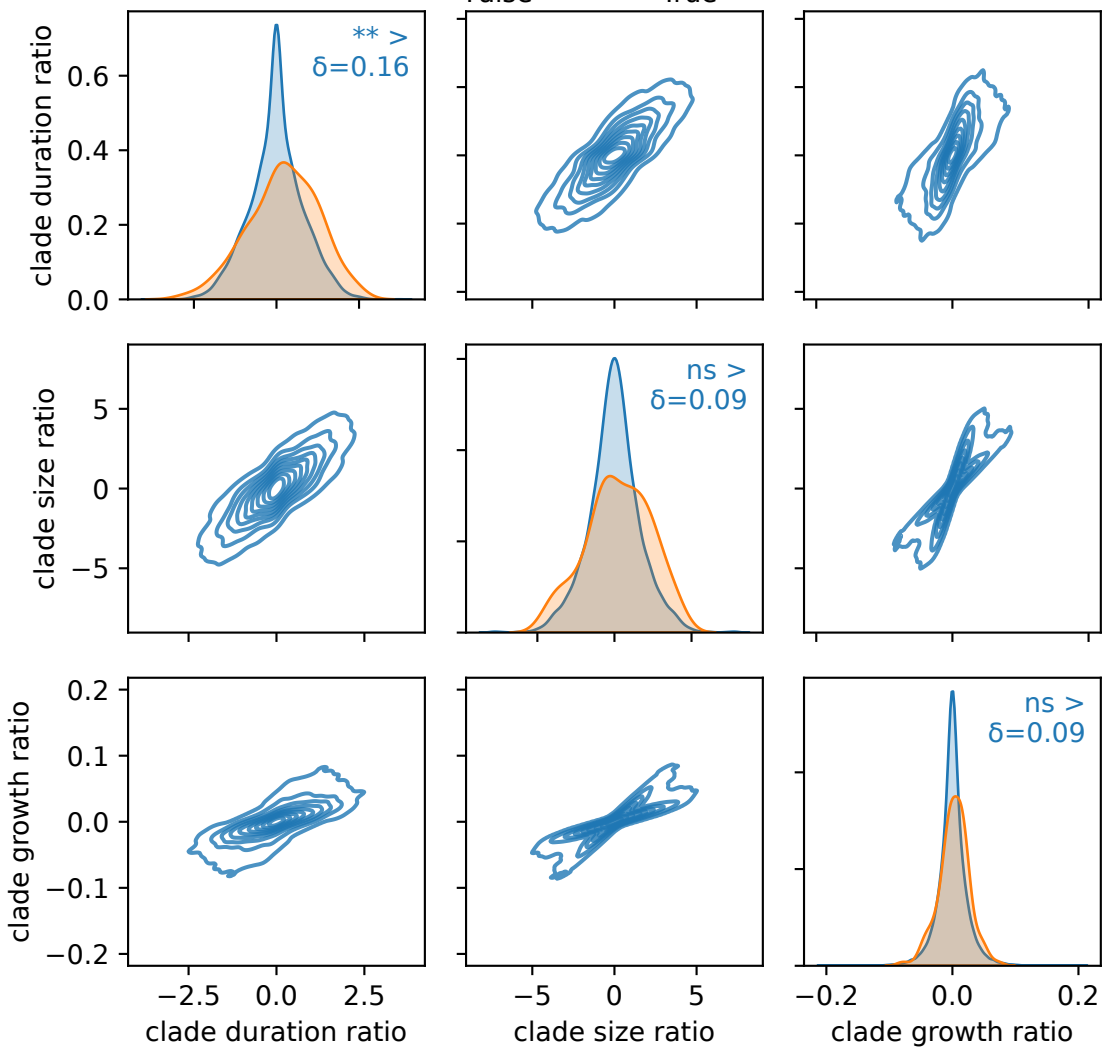 clade duration ratio
0.6
0.4
0.2
0.0
** >
δ=0.16
clade size ratio
5
0
−5
ns >
δ=0.09
clade growth ratio
0.2
0.1
0.0
−0.1
−0.2
ns >
δ=0.09
−2.5 0.0 2.5
−5 0 5
−0.2 0.0 0.2
clade duration ratio
clade size ratio
clade growth ratio